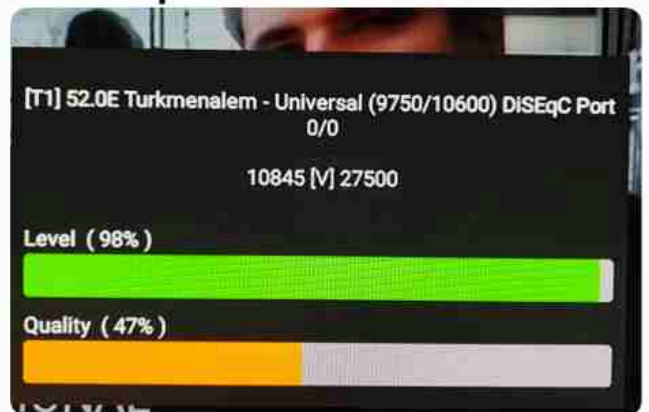 [T1] 52.0E Turkmenalem - Universal (9750/10600) DiSEqC Port
0/0
10845 [V] 27500
Level ( 98% )
Quality ( 47% )